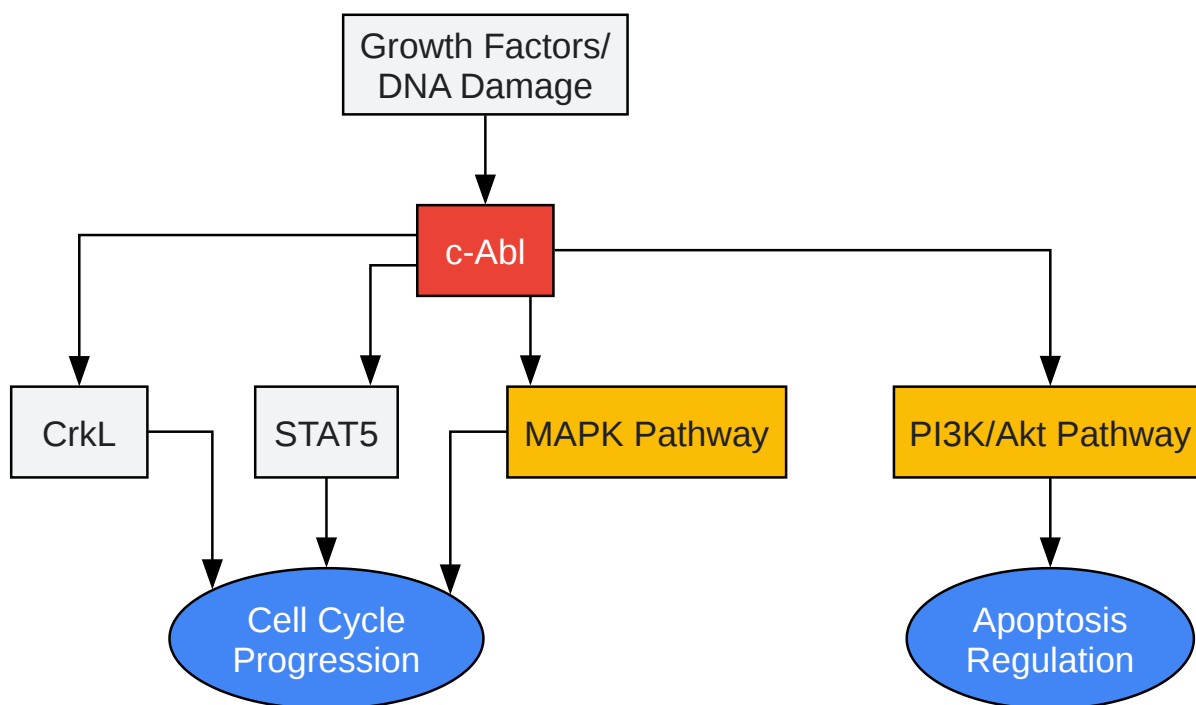 Growth Factors/
DNA Damage
c-Abl
CrkL
STAT5
MAPK Pathway
PI3K/Akt Pathway
Cell Cycle
Progression
Apoptosis
Regulation